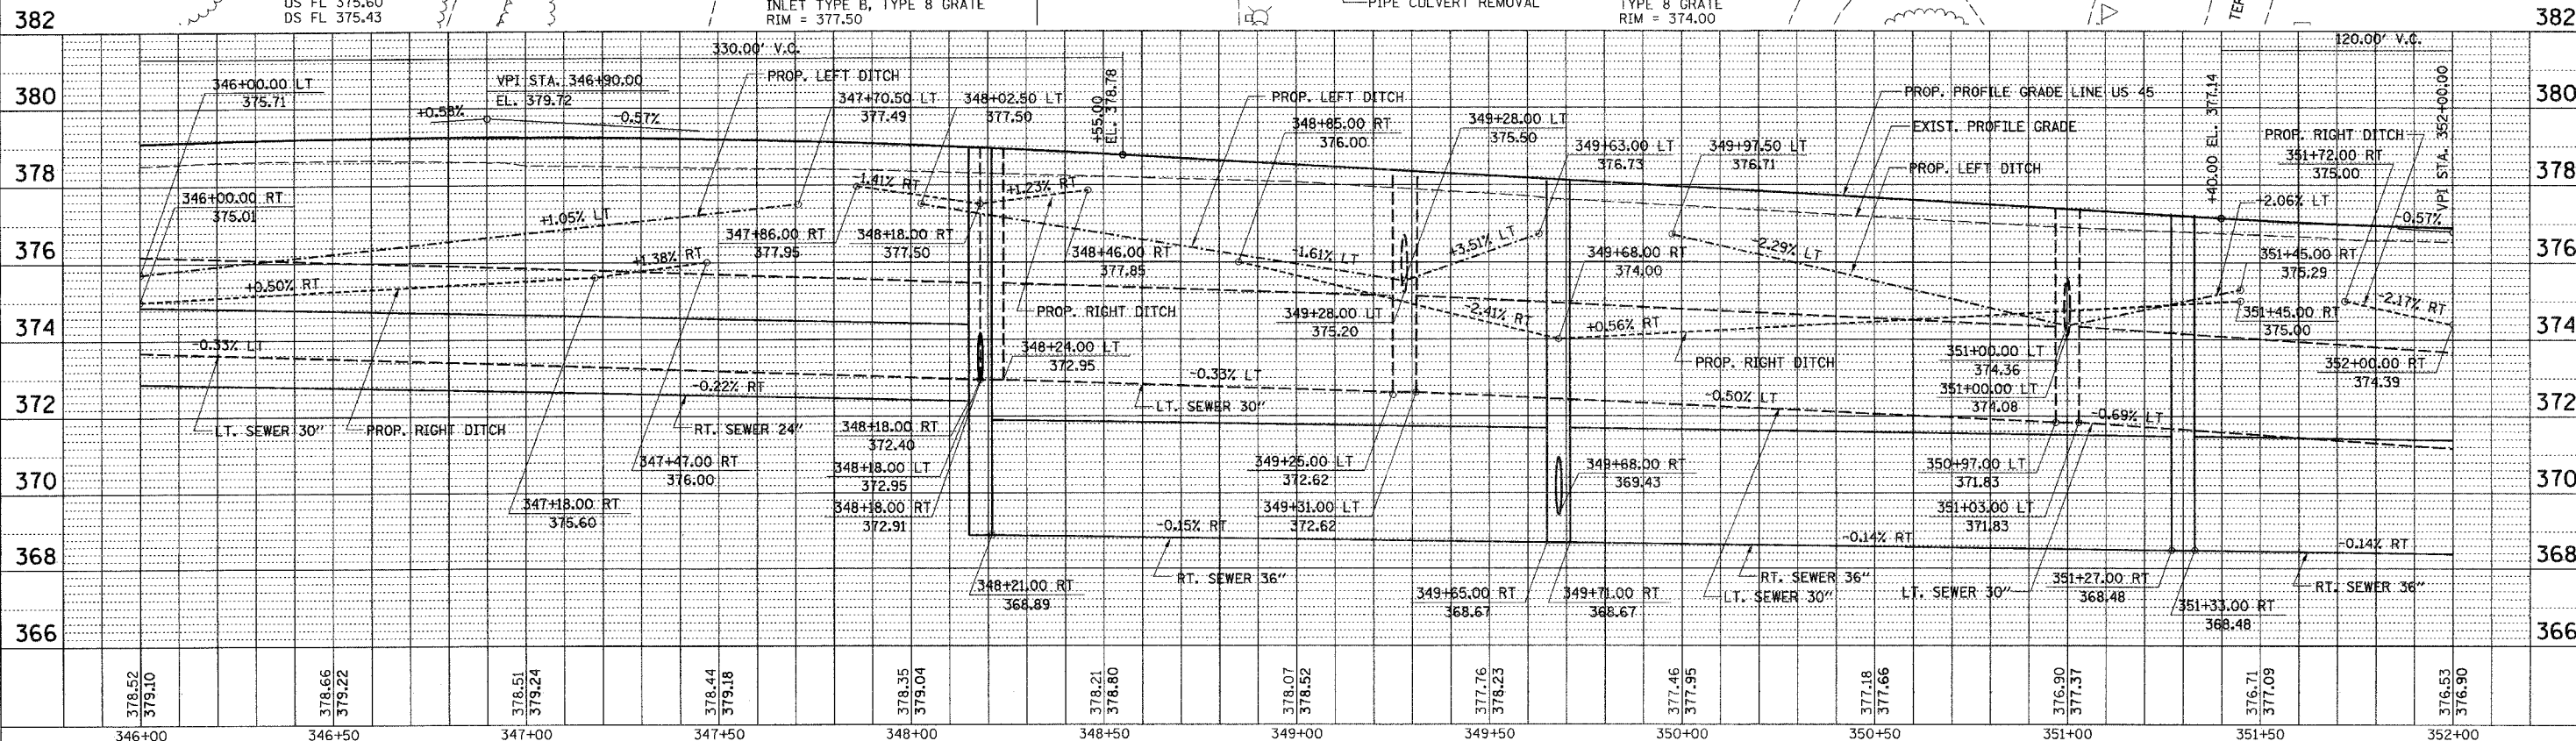 US FL 375.60
DS FL 375.43
INLET TYPE B, TYPE 8 GRATE
RIM = 377.50
PIPE CULVERT REMOVAL
TYPE 8 GRATE
RIM = 374.00
TER
382
382
330.00' V.C.
120.00' V.C.
346+00.00 LT
375.71
VPI STA. 346+90.00
EL. 379.72
+0.58%
-0.57%
PROP. LEFT DITCH
347+70.50 LT
377.49
348+02.50 LT
377.50
+55.00
EL. 378.78
PROP. LEFT DITCH
348+85.00 RT
376.00
349+28.00 LT
375.50
349+63.00 LT
376.73
349+97.50 LT
376.71
PROP. PROFILE GRADE LINE US 45
EXIST. PROFILE GRADE
PROP. LEFT DITCH
+40.00 EL. 377.14
PROP. RIGHT DITCH
351+72.00 RT
375.00
VPI STA. 352+00.00
380
380
378
378
346+00.00 RT
375.01
+1.05% LT
-1.41% RT
+1.23% RT
347+86.00 RT
377.95
348+18.00 RT
377.50
348+46.00 RT
377.85
-1.61% LT
+3.51% LT
349+68.00 RT
374.00
-2.29% LT
-2.06% LT
-0.57%
351+45.00 RT
375.29
376
376
+0.50% RT
+1.38% RT
PROP. RIGHT DITCH
349+28.00 LT
375.20
-2.41% RT
+0.56% RT
351+45.00 RT
375.00
-2.17% RT
374
374
-0.33% LT
-0.22% RT
348+24.00 LT
372.95
-0.33% LT
PROP. RIGHT DITCH
351+00.00 LT
374.36
351+00.00 LT
374.08
352+00.00 RT
374.39
372
372
LT. SEWER 30"
PROP. RIGHT DITCH
RT. SEWER 24"
348+18.00 RT
372.40
LT. SEWER 30"
-0.50% LT
-0.69% LT
347+47.00 RT
376.00
348+18.00 LT
372.95
349+25.00 LT
372.62
349+68.00 RT
369.43
350+97.00 LT
371.83
370
370
347+18.00 RT
375.60
348+18.00 RT
372.91
349+31.00 LT
372.62
351+03.00 LT
371.83
-0.15% RT
-0.14% RT
-0.14% RT
368
368
348+21.00 RT
368.89
RT. SEWER 36"
349+65.00 RT
368.67
349+71.00 RT
368.67
RT. SEWER 36"
LT. SEWER 30"
LT. SEWER 30"
351+27.00 RT
368.48
351+33.00 RT
368.48
RT. SEWER 36"
366
366
378.52
379.10
378.66
379.22
378.51
379.24
378.44
379.18
378.35
379.04
378.21
378.80
378.07
378.52
377.76
378.23
377.46
377.95
377.18
377.66
376.90
377.37
376.71
377.09
376.53
376.90
346+00
346+50
347+00
347+50
348+00
348+50
349+00
349+50
350+00
350+50
351+00
351+50
352+00